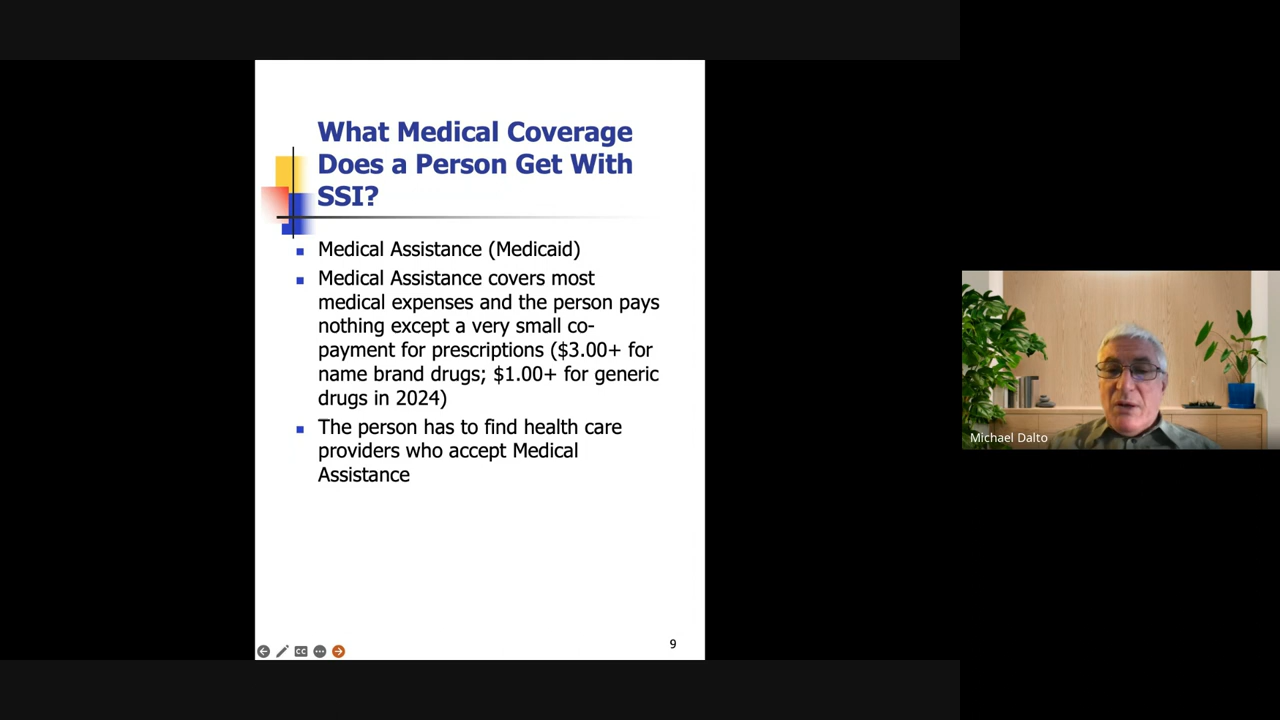 What Medical Coverage
Does a Person Get With
SSI?
Medical Assistance (Medicaid)
Medical Assistance covers most
medical expenses and the person pays
nothing except a very small co-
payment for prescriptions ($3.00+ for
name brand drugs; $1.00+ for generic
drugs in 2024)
The person has to find health care
providers who accept Medical
Assistance
9
CC
Michael Dalto